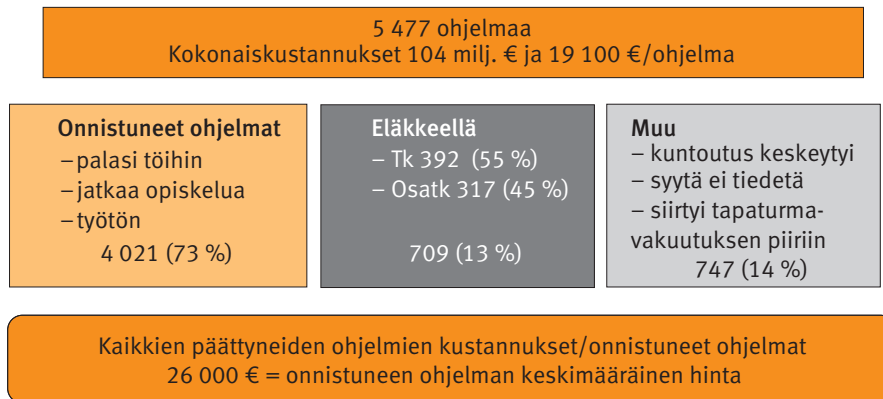 5 477 ohjelmaa
Kokonaiskustannukset 104 milj. € ja 19 100 €/ohjelma
Onnistuneet ohjelmat
– palasi töihin
– jatkaa opiskelua
– työtön
4 021 (73 %)
Eläkkeellä
– Tk 392 (55 %)
– Osatk 317 (45 %)
709 (13 %)
Muu
– kuntoutus keskeytyi
– syytä ei tiedetä
– siirtyi tapaturma-
vakuutuksen piiriin
747 (14 %)
Kaikkien päättyneiden ohjelmien kustannukset/onnistuneet ohjelmat
26 000 € = onnistuneen ohjelman keskimääräinen hinta